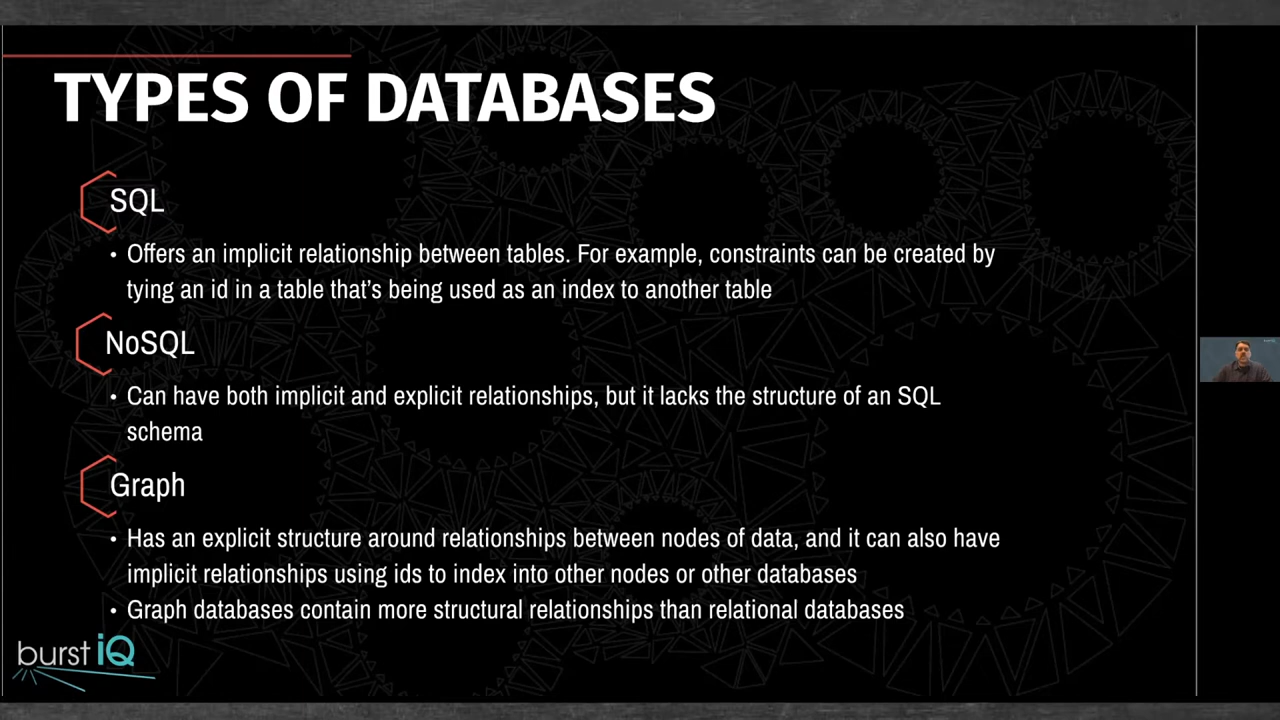 TYPES OF DATABASES
SQL
• Offers an implicit relationship between tables. For example, constraints can be created by
tying an id in a table that's being used as an index to another table
NoSQL
• Can have both implicit and explicit relationships, but it lacks the structure of an SQL
schema
Graph
• Has an explicit structure around relationships between nodes of data, and it can also have
implicit relationships using ids to index into other nodes or other databases
• Graph databases contain more structural relationships than relational databases
burst iQ